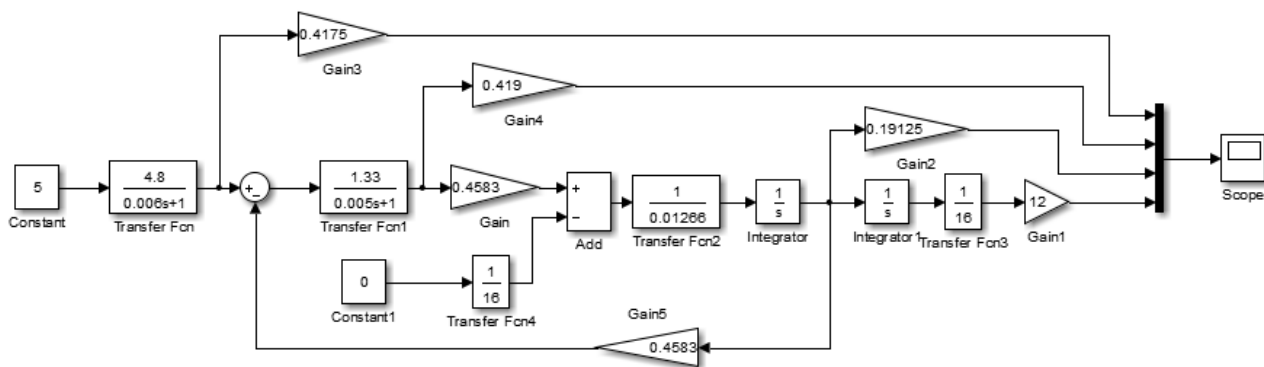 0.4175
Gain3
0.419
Gain4
0.19125
Gain2
5
Constant
4.8
0.006s+1
Transfer Fcn
+
−
1.33
0.005s+1
Transfer Fcn1
0.4583
Gain
+
−
Add
1
0.01266
Transfer Fcn2
1
s
Integrator
1
s
Integrator1
1
16
Transfer Fcn3
12
Gain1
Scope
0
Constant1
1
16
Transfer Fcn4
Gain5
0.4583